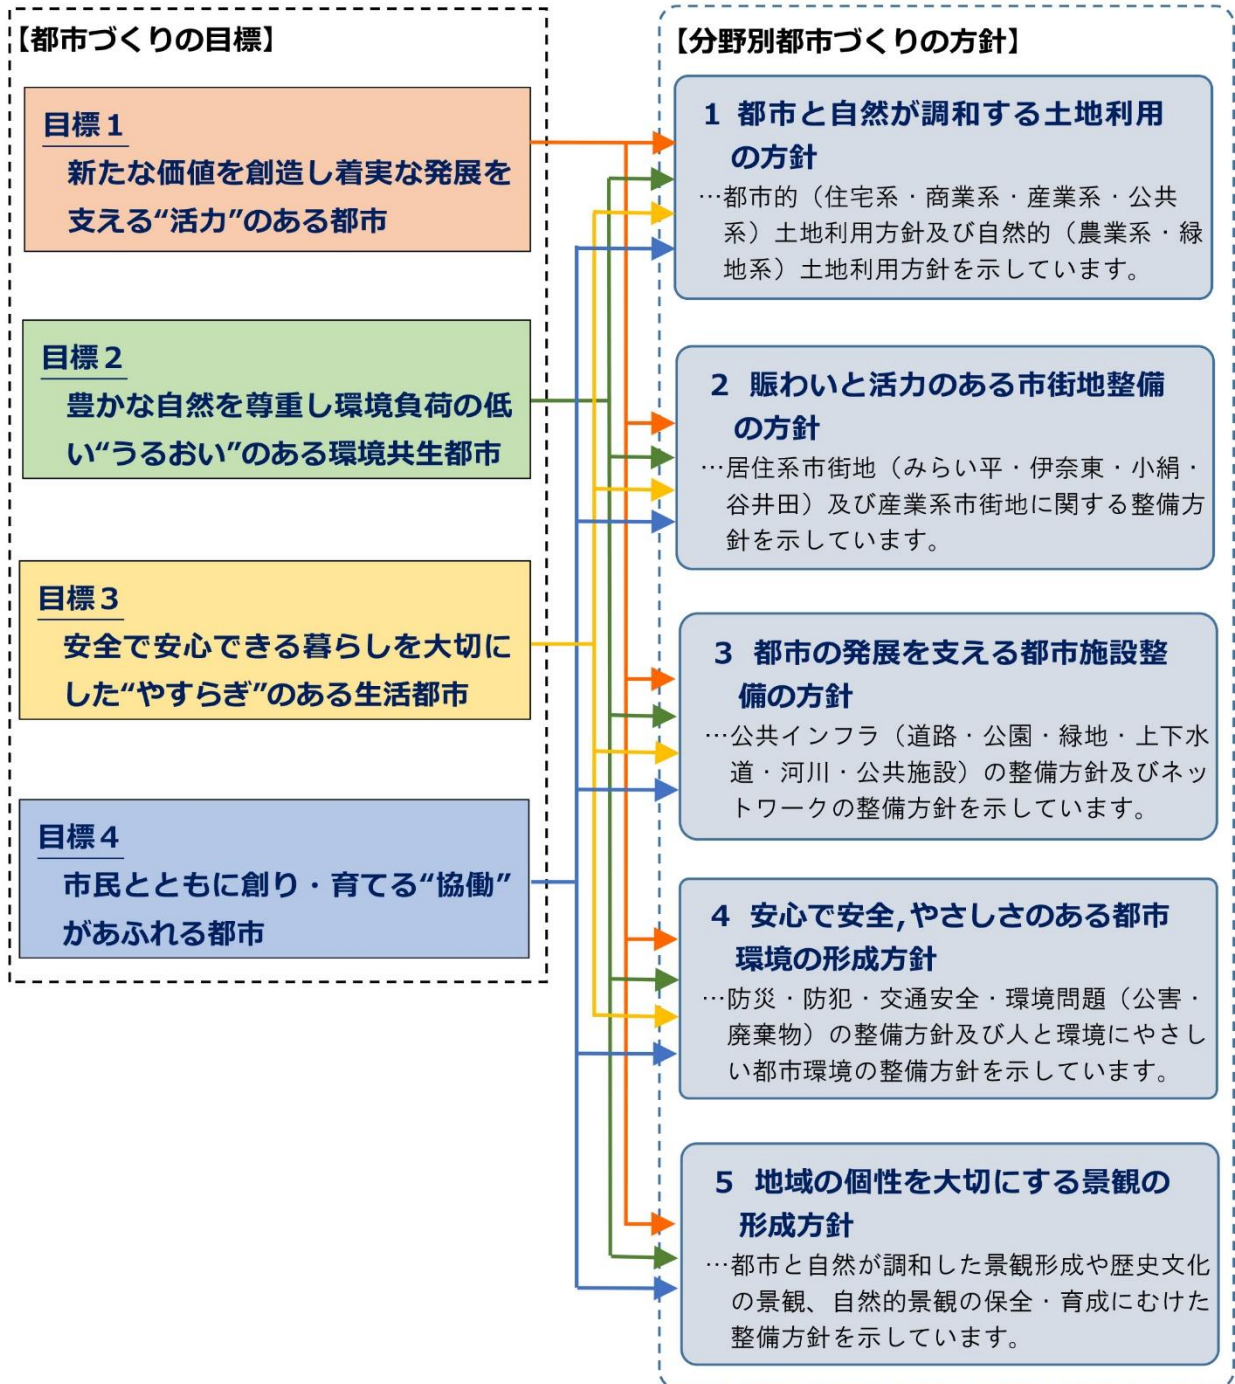 【都市づくりの目標】
目標1
新たな価値を創造し着実な発展を
支える“活力”のある都市
目標2
豊かな自然を尊重し環境負荷の低
い“うるおい”のある環境共生都市
目標3
安全で安心できる暮らしを大切に
した“やすらぎ”のある生活都市
目標4
市民とともに創り・育てる“協働”
があふれる都市
【分野別都市づくりの方針】
1 都市と自然が調和する土地利用
の方針
…都市的（住宅系・商業系・産業系・公共
系）土地利用方針及び自然的（農業系・緑
地系）土地利用方針を示しています。
2 賑わいと活力のある市街地整備
の方針
…居住系市街地（みらい平・伊奈東・小絹・
谷井田）及び産業系市街地に関する整備方
針を示しています。
3 都市の発展を支える都市施設整
備の方針
…公共インフラ（道路・公園・緑地・上下水
道・河川・公共施設）の整備方針及びネッ
トワークの整備方針を示しています。
4 安心で安全,やさしさのある都市
環境の形成方針
…防災・防犯・交通安全・環境問題（公害・
廃棄物）の整備方針及び人と環境にやさし
い都市環境の整備方針を示しています。
5 地域の個性を大切にする景観の
形成方針
…都市と自然が調和した景観形成や歴史文化
の景観、自然的景観の保全・育成にむけた
整備方針を示しています。